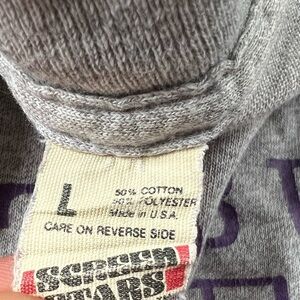 L
50% COTTON
50% POLYESTER
Made in U.S.A.
CARE ON REVERSE SIDE
SCREEN
STARS